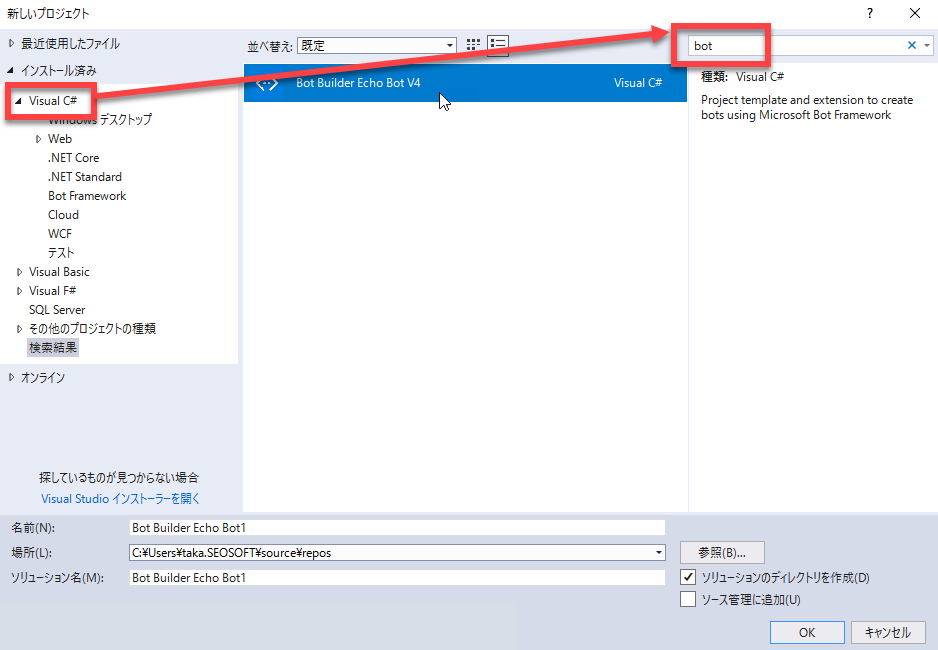 新しいプロジェクト
?
最近使用したファイル
インストール済み
Visual C#
Windows デスクトップ
Web
.NET Core
.NET Standard
Bot Framework
Cloud
WCF
テスト
Visual Basic
Visual F#
SQL Server
その他のプロジェクトの種類
検索結果
オンライン
探しているものが見つからない場合
Visual Studio インストーラーを開く
並べ替え: 既定
Bot Builder Echo Bot V4 Visual C#
bot
種類: Visual C#
Project template and extension to create
bots using Microsoft Bot Framework
名前(N): Bot Builder Echo Bot1
場所(L): C:¥Users¥taka.SEOSOFT¥source¥repos
参照(B)...
ソリューション名(M): Bot Builder Echo Bot1
ソリューションのディレクトリを作成(D)
ソース管理に追加(U)
OK キャンセル